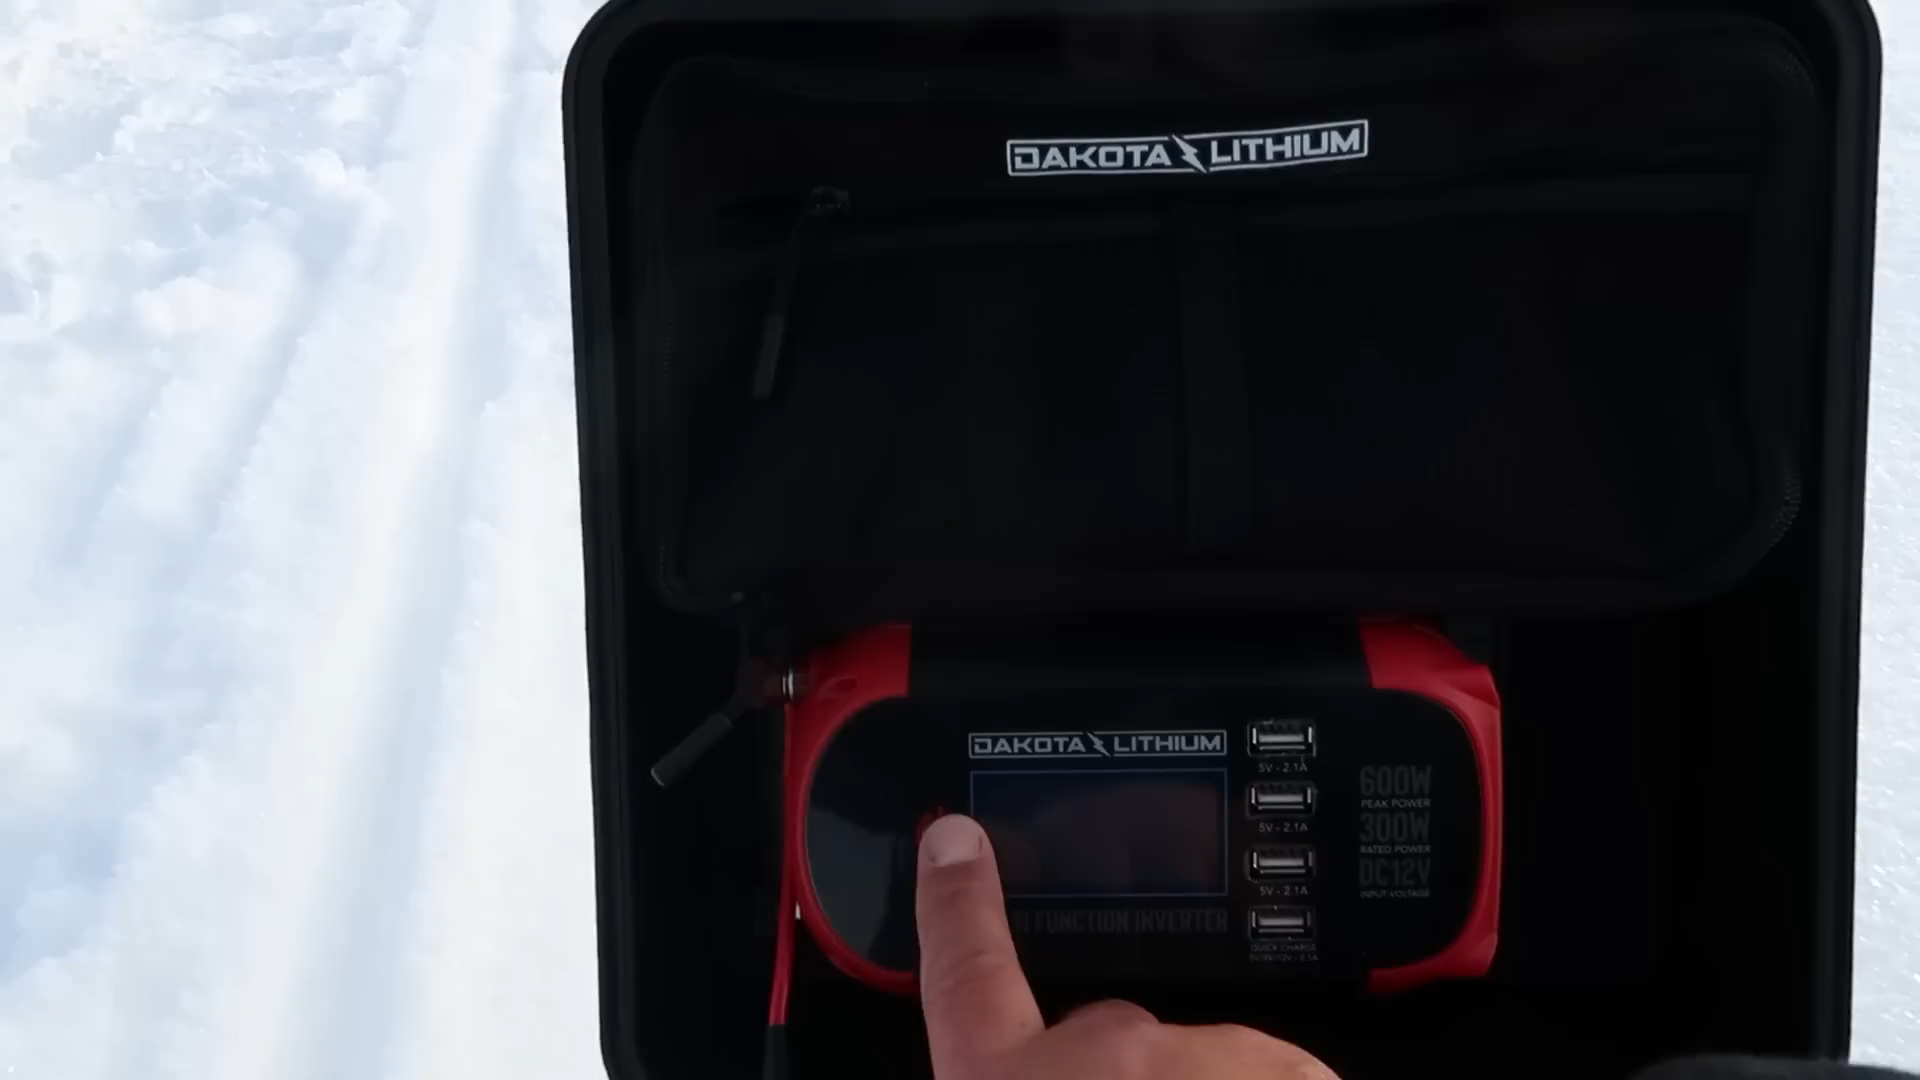 DAKOTA LITHIUM
DAKOTA LITHIUM
5V - 2.1A
5V - 2.1A
5V - 2.1A
QUICK CHARGE
600W
PEAK POWER
300W
RATED POWER
DC12V
INPUT VOLTAGE
FUNCTION INVERTER